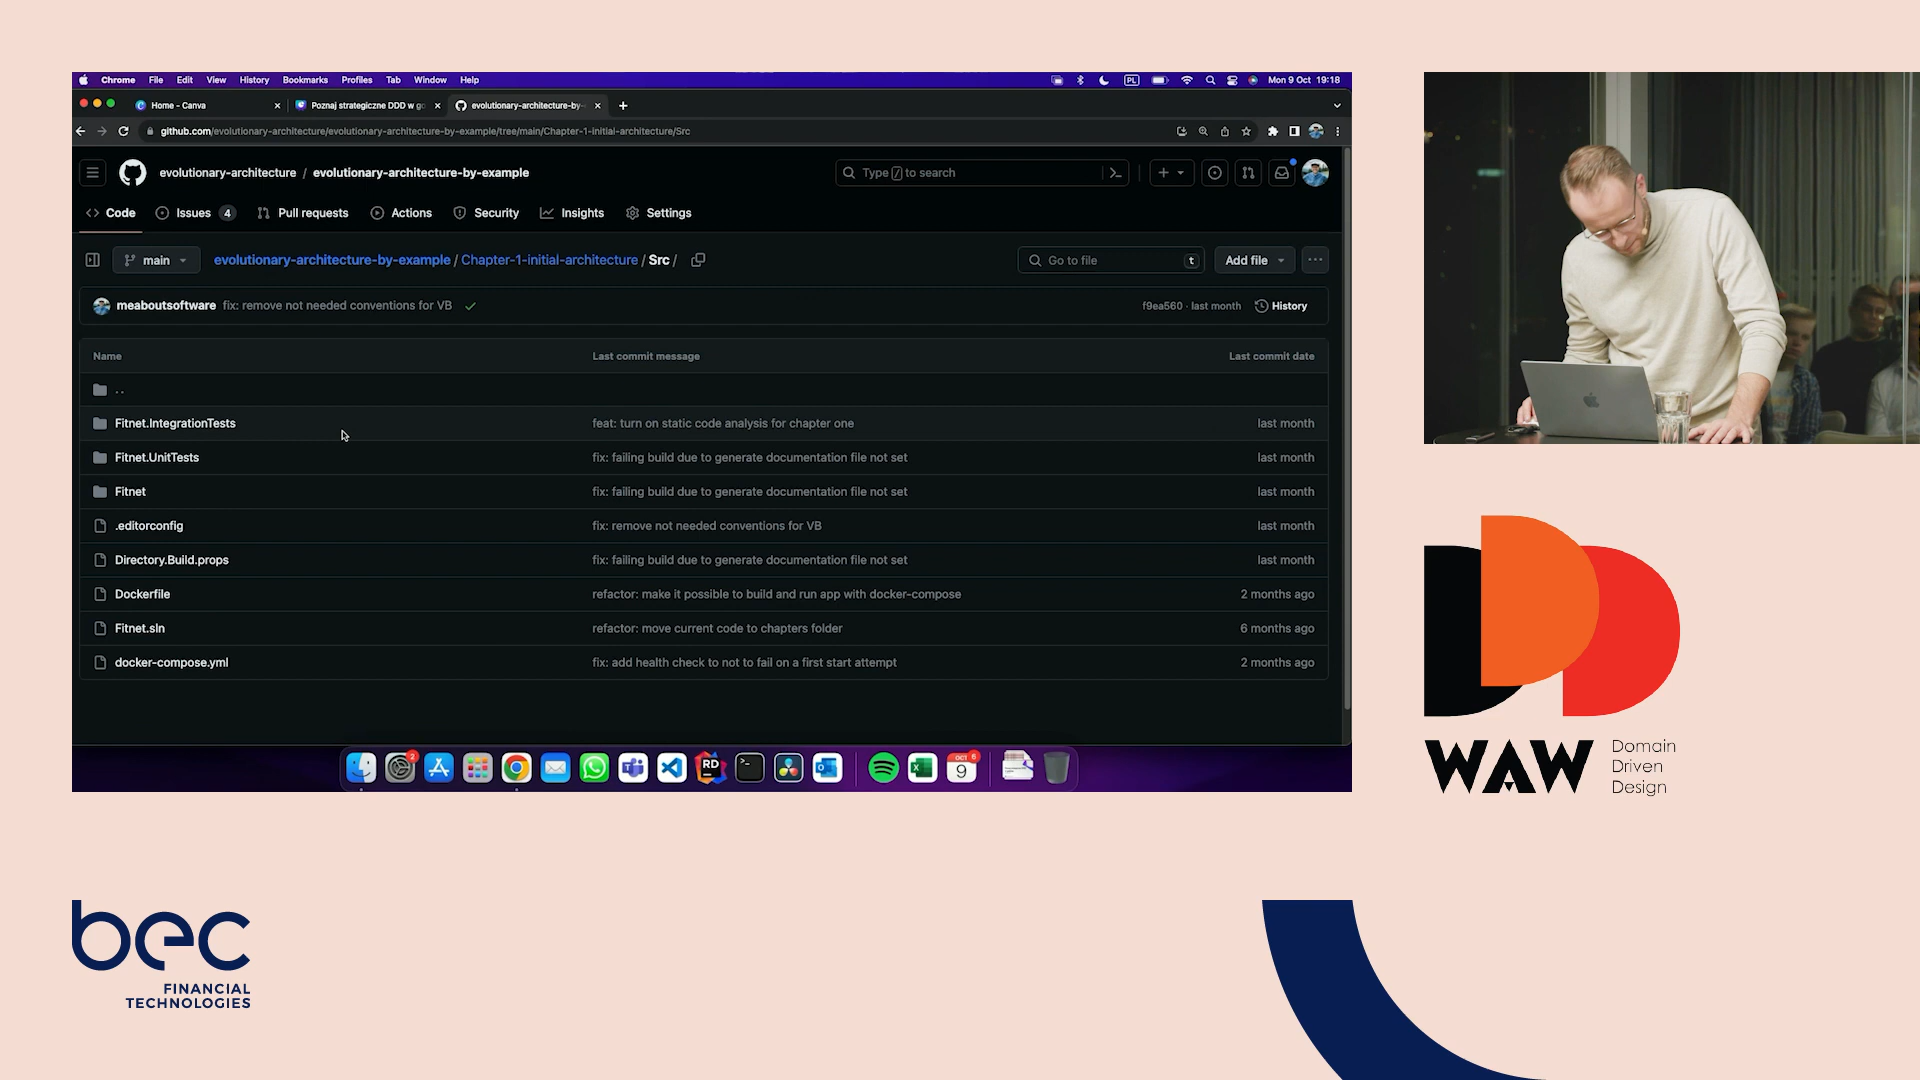 Chrome File Edit View History Bookmarks Profiles Tab Window Help PL Mon 9 Oct 19:18
Home - Canva Poznaj strategiczne DDD w go evolutionary-architecture-by-
github.com/evolutionary-architecture/evolutionary-architecture-by-example/tree/main/Chapter-1-initial-architecture/Src
evolutionary-architecture / evolutionary-architecture-by-example Type / to search
Code Issues 4 Pull requests Actions Security Insights Settings
main evolutionary-architecture-by-example / Chapter-1-initial-architecture / Src / Go to file t Add file
meaboutsoftware fix: remove not needed conventions for VB f9ea560 · last month History
Name Last commit message Last commit date
..
Fitnet.IntegrationTests feat: turn on static code analysis for chapter one last month
Fitnet.UnitTests fix: failing build due to generate documentation file not set last month
Fitnet fix: failing build due to generate documentation file not set last month
.editorconfig fix: remove not needed conventions for VB last month
Directory.Build.props fix: failing build due to generate documentation file not set last month
Dockerfile refactor: make it possible to build and run app with docker-compose 2 months ago
Fitnet.sln refactor: move current code to chapters folder 6 months ago
docker-compose.yml fix: add health check to not to fail on a first start attempt 2 months ago
2 RD OCT 9
DDD
WAW Domain
Driven
Design
bec
FINANCIAL
TECHNOLOGIES